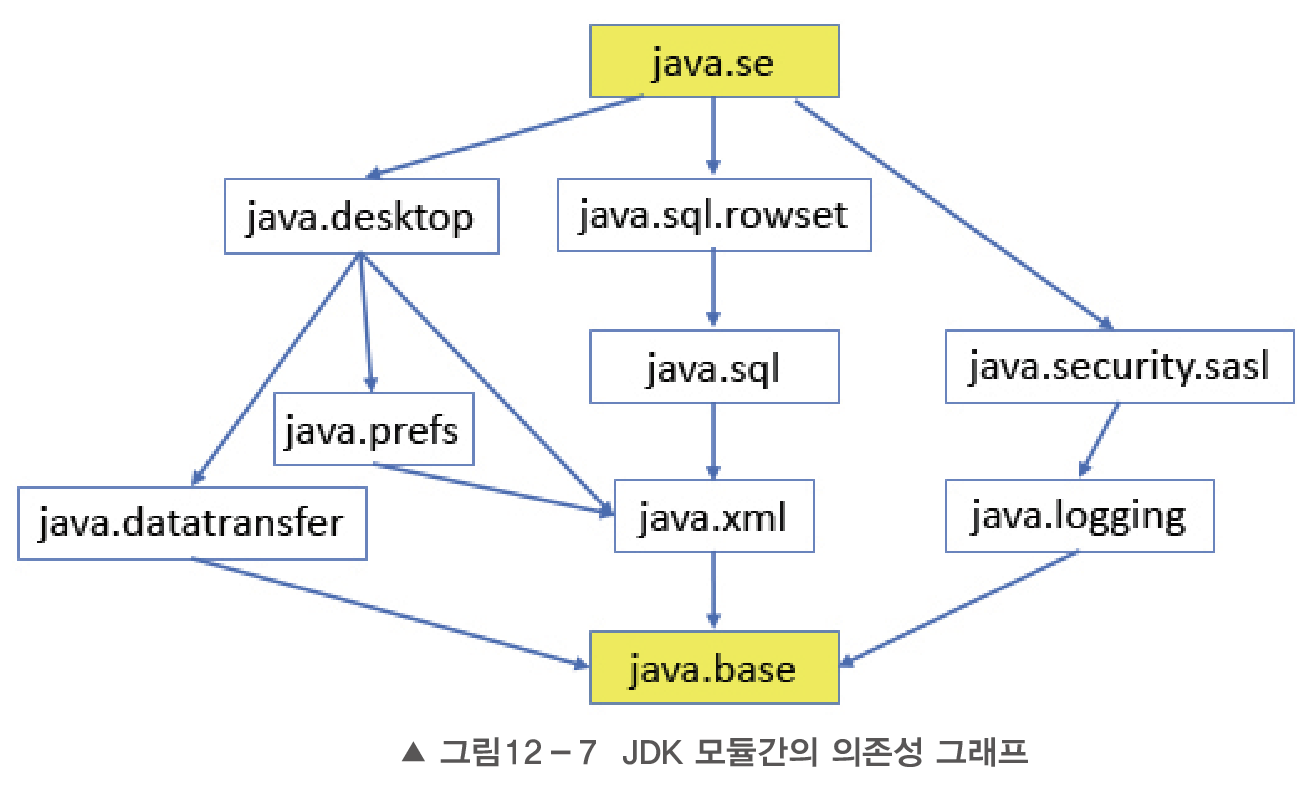 java.se
java.desktop
java.sql.rowset
java.sql
java.security.sasl
java.prefs
java.datatransfer
java.xml
java.logging
java.base
▲ 그림12-7 JDK 모듈간의 의존성 그래프